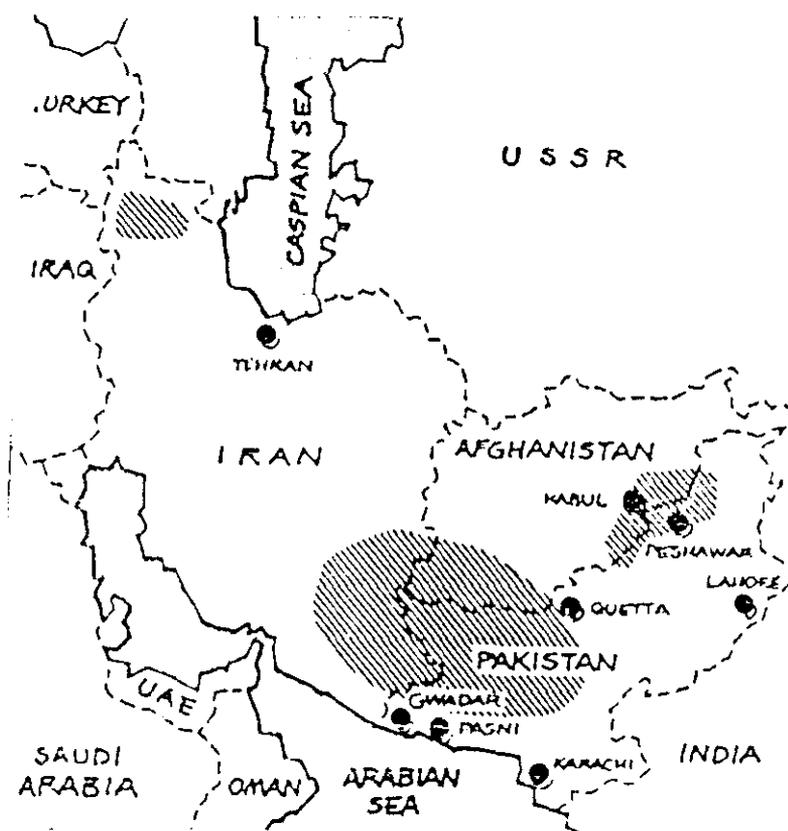 .URKEY
USSR
CASPIAN SEA
IRAQ
TEHRAN
IRAN
AFGHANISTAN
KABUL
PESHAWAR
LAHORE
QUETTA
PAKISTAN
GWADAR
PASNI
UAE
SAUDI
ARABIA
OMAN
ARABIAN
SEA
KARACHI
INDIA